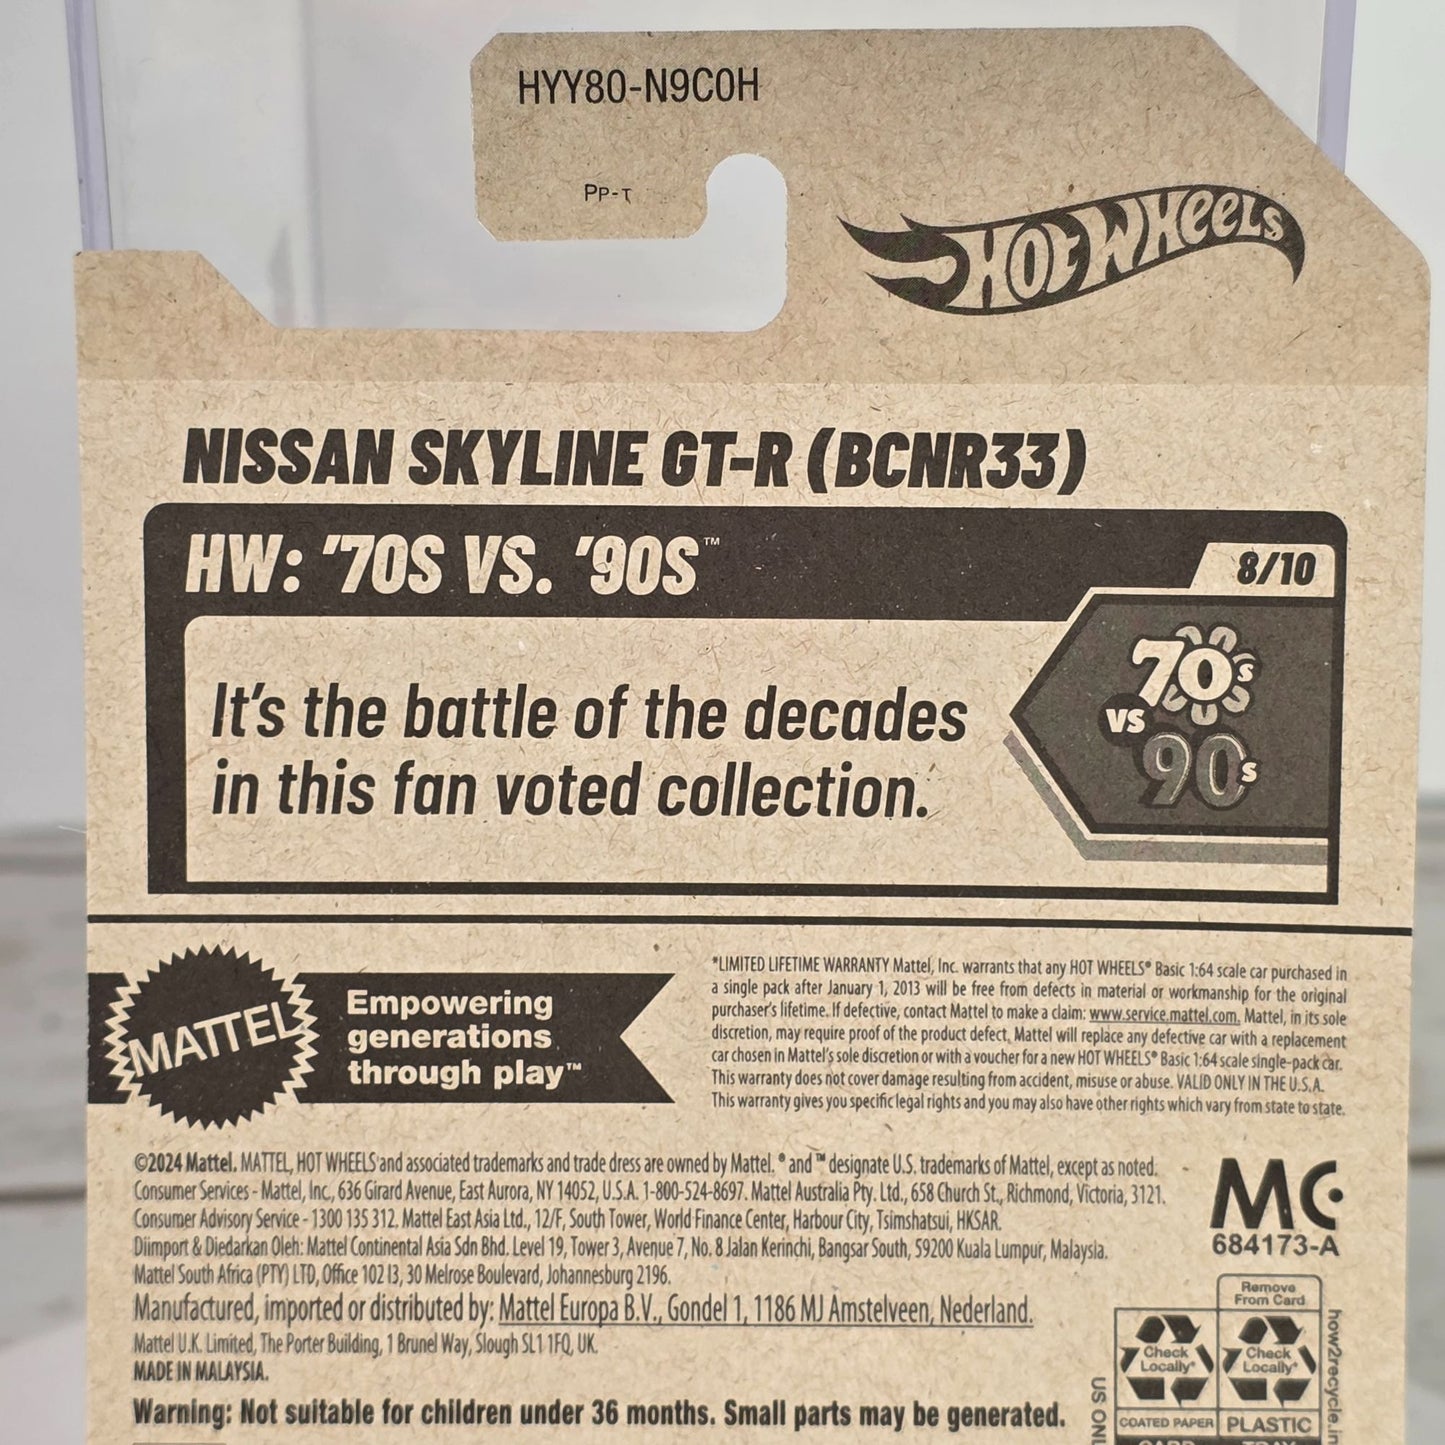 HYY80-N9C0H
PP-T
HOT WHEELS
NISSAN SKYLINE GT-R (BCNR33)
HW: '70S VS. '90S™
8/10
70s
VS
90s
It's the battle of the decades
in this fan voted collection.
MATTEL
Empowering
generations
through play™
*LIMITED LIFETIME WARRANTY Mattel, Inc. warrants that any HOT WHEELS® Basic 1:64 scale car purchased in
a single pack after January 1, 2013 will be free from defects in material or workmanship for the original
purchaser's lifetime. If defective, contact Mattel to make a claim: www.service.mattel.com. Mattel, in its sole
discretion, may require proof of the product defect. Mattel will replace any defective car with a replacement
car chosen in Mattel's sole discretion or with a voucher for a new HOT WHEELS® Basic 1:64 scale single-pack car.
This warranty does not cover damage resulting from accident, misuse or abuse. VALID ONLY IN THE U.S.A.
This warranty gives you specific legal rights and you may also have other rights which vary from state to state.
©2024 Mattel. MATTEL, HOT WHEELS and associated trademarks and trade dress are owned by Mattel. ® and ™ designate U.S. trademarks of Mattel, except as noted.
Consumer Services - Mattel, Inc., 636 Girard Avenue, East Aurora, NY 14052, U.S.A. 1-800-524-8697. Mattel Australia Pty. Ltd., 658 Church St., Richmond, Victoria, 3121.
Consumer Advisory Service - 1300 135 312. Mattel East Asia Ltd., 12/F, South Tower, World Finance Center, Harbour City, Tsimshatsui, HKSAR.
Diimport & Diedarkan Oleh: Mattel Continental Asia Sdn Bhd. Level 19, Tower 3, Avenue 7, No. 8 Jalan Kerinchi, Bangsar South, 59200 Kuala Lumpur, Malaysia.
Mattel South Africa (PTY) LTD, Office 102 I3, 30 Melrose Boulevard, Johannesburg 2196.
Manufactured, imported or distributed by: Mattel Europa B.V., Gondel 1, 1186 MJ Amstelveen, Nederland.
Mattel U.K. Limited, The Porter Building, 1 Brunel Way, Slough SL1 1FQ, UK.
MADE IN MALAYSIA.
Warning: Not suitable for children under 36 months. Small parts may be generated.
MC
684173-A
Remove
From Card
Check
Locally*
Check
Locally*
COATED PAPER
PLASTIC
CARD
TRAY
how2recycle.in
US ONL